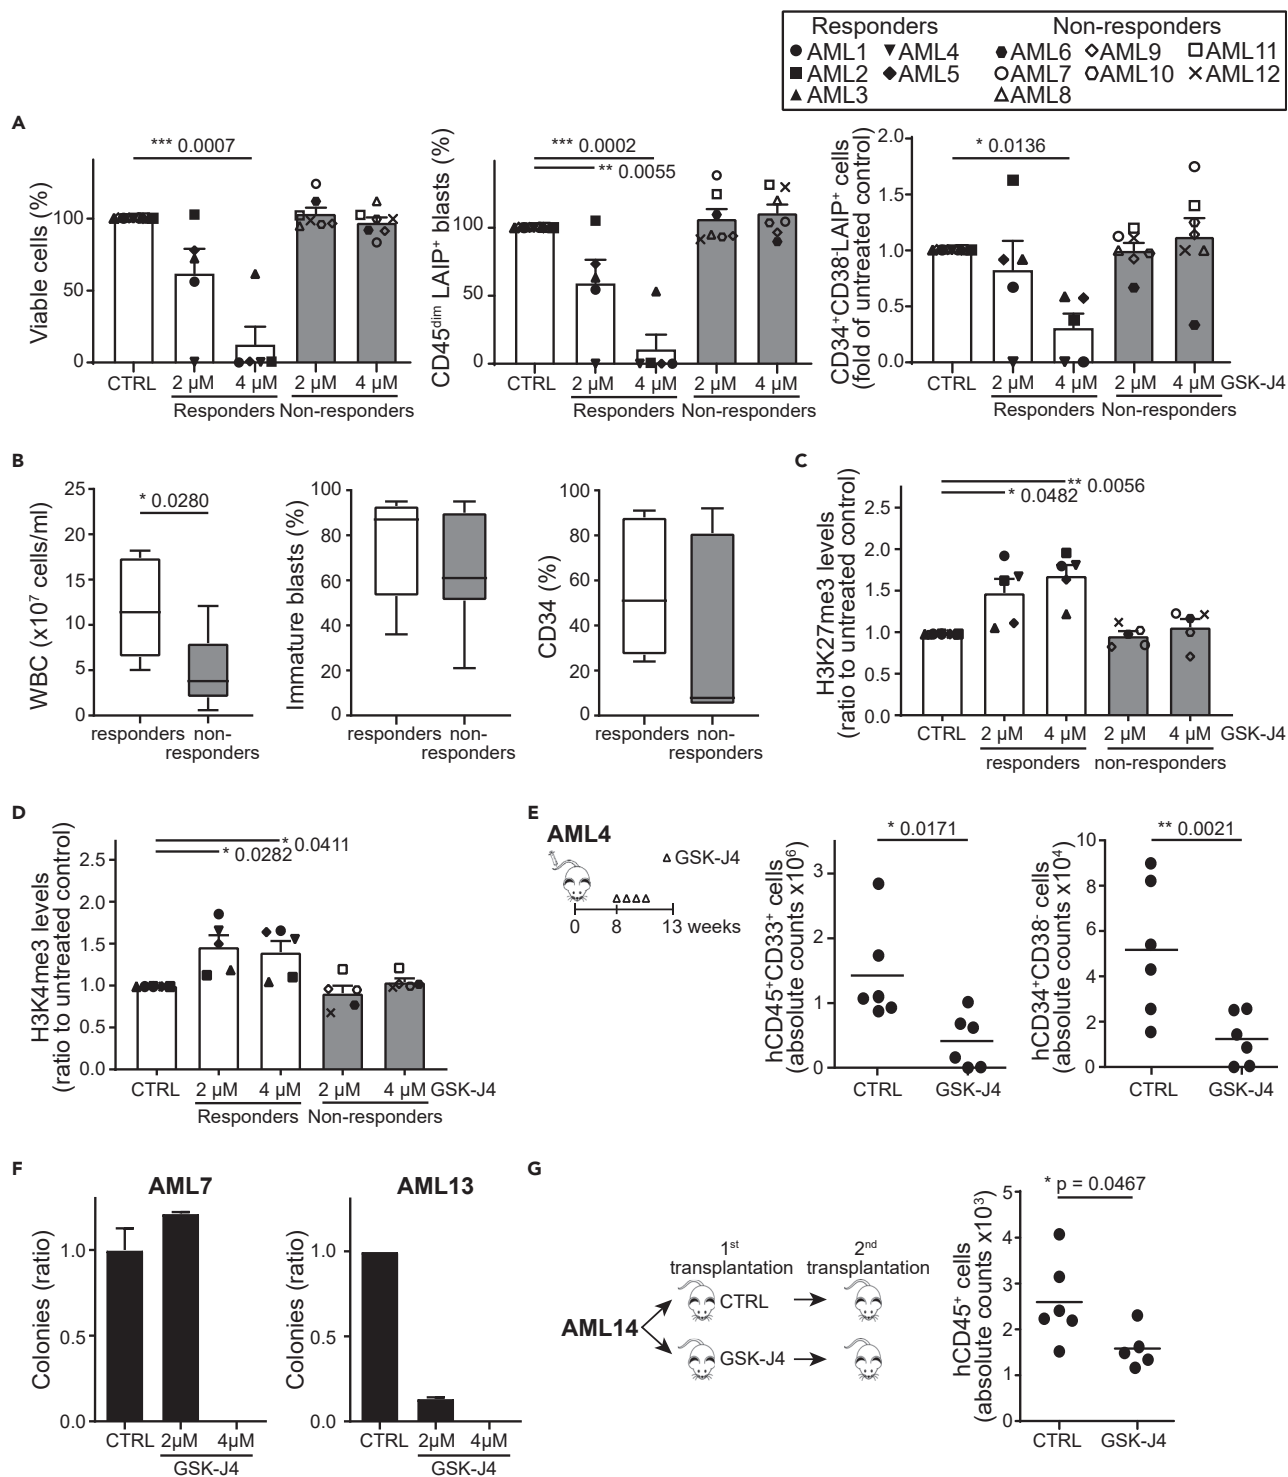 Responders Non-responders
● AML1 ▼ AML4 ⬣ AML6 ◇ AML9 □ AML11
■ AML2 ◆ AML5 ○ AML7 ⬡ AML10 × AML12
▲ AML3 △ AML8
A
Viable cells (%)
100
50
0
*** 0.0007
CTRL 2 µM 4 µM 2 µM 4 µM
Responders Non-responders
CD45dim LAIP+ blasts (%)
100
50
0
*** 0.0002
** 0.0055
CTRL 2 µM 4 µM 2 µM 4 µM
Responders Non-responders
CD34+CD38-LAIP+ cells
(fold of untreated control)
2.0
1.5
1.0
0.5
0.0
* 0.0136
CTRL 2 µM 4 µM 2 µM 4 µM GSK-J4
Responders Non-responders
B
WBC (x10⁷ cells/ml)
25
20
15
10
5
0
* 0.0280
responders non-
responders
Immature blasts (%)
100
80
60
40
20
0
responders non-
responders
CD34 (%)
100
80
60
40
20
0
responders non-
responders
C
H3K27me3 levels
(ratio to untreated control)
2.5
2.0
1.5
1.0
0.5
0.0
** 0.0056
* 0.0482
CTRL 2 µM 4 µM 2 µM 4 µM GSK-J4
responders non-responders
D
H3K4me3 levels
(ratio to untreated control)
2.5
2.0
1.5
1.0
0.5
0.0
* 0.0411
* 0.0282
CTRL 2 µM 4 µM 2 µM 4 µM GSK-J4
Responders Non-responders
E
AML4
△ GSK-J4
0 8 13 weeks
hCD45+CD33+ cells
(absolute counts x10⁶)
3
2
1
0
* 0.0171
CTRL GSK-J4
hCD34+CD38- cells
(absolute counts x10⁴)
10
8
6
4
2
0
** 0.0021
CTRL GSK-J4
F
AML7
Colonies (ratio)
1.0
0.5
0.0
CTRL 2µM 4µM
GSK-J4
AML13
Colonies (ratio)
1.0
0.5
0.0
CTRL 2µM 4µM
GSK-J4
G
1st 2nd
transplantation transplantation
CTRL
AML14
GSK-J4
hCD45+ cells
(absolute counts x10³)
5
4
3
2
1
0
* p = 0.0467
CTRL GSK-J4